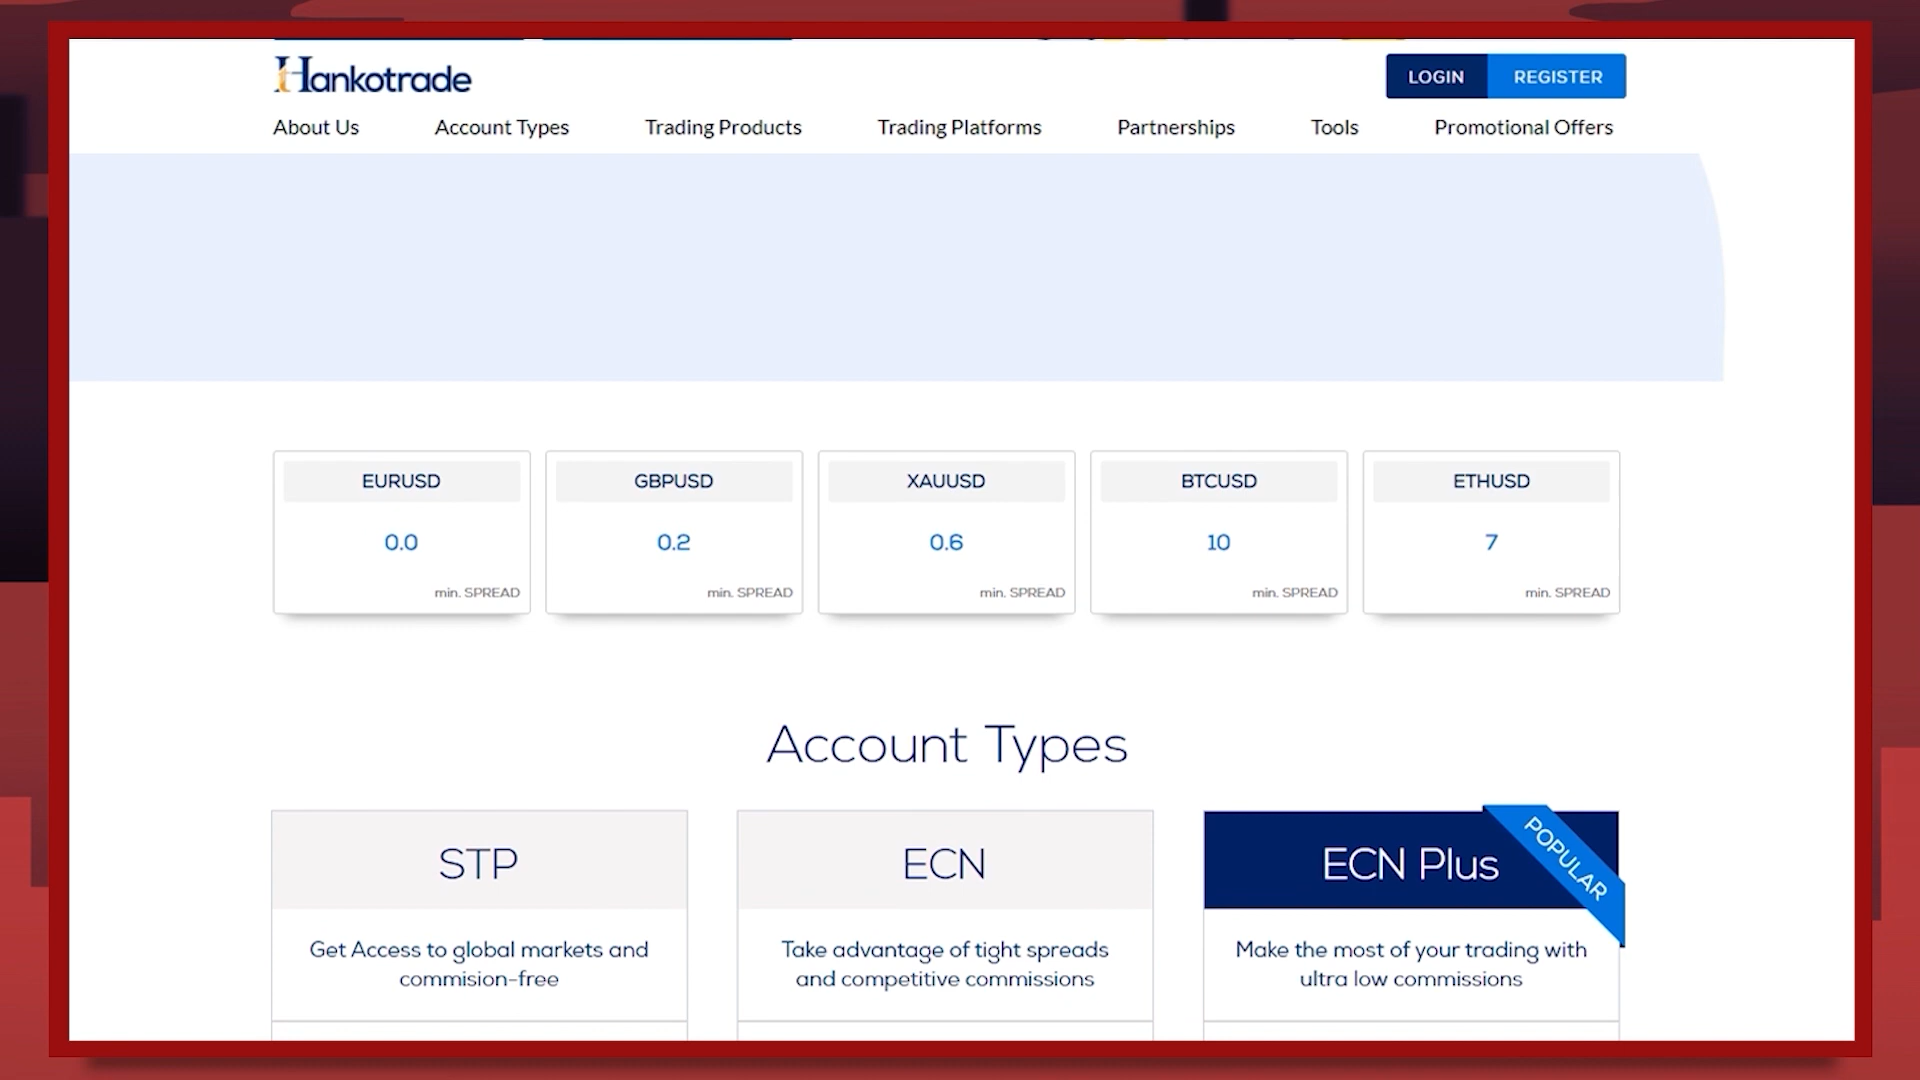 Hankotrade
LOGIN
REGISTER
About Us
Account Types
Trading Products
Trading Platforms
Partnerships
Tools
Promotional Offers
EURUSD
0.0
min. SPREAD
GBPUSD
0.2
min. SPREAD
XAUUSD
0.6
min. SPREAD
BTCUSD
10
min. SPREAD
ETHUSD
7
min. SPREAD
Account Types
STP
Get Access to global markets and
commision-free
ECN
Take advantage of tight spreads
and competitive commissions
ECN Plus
POPULAR
Make the most of your trading with
ultra low commissions